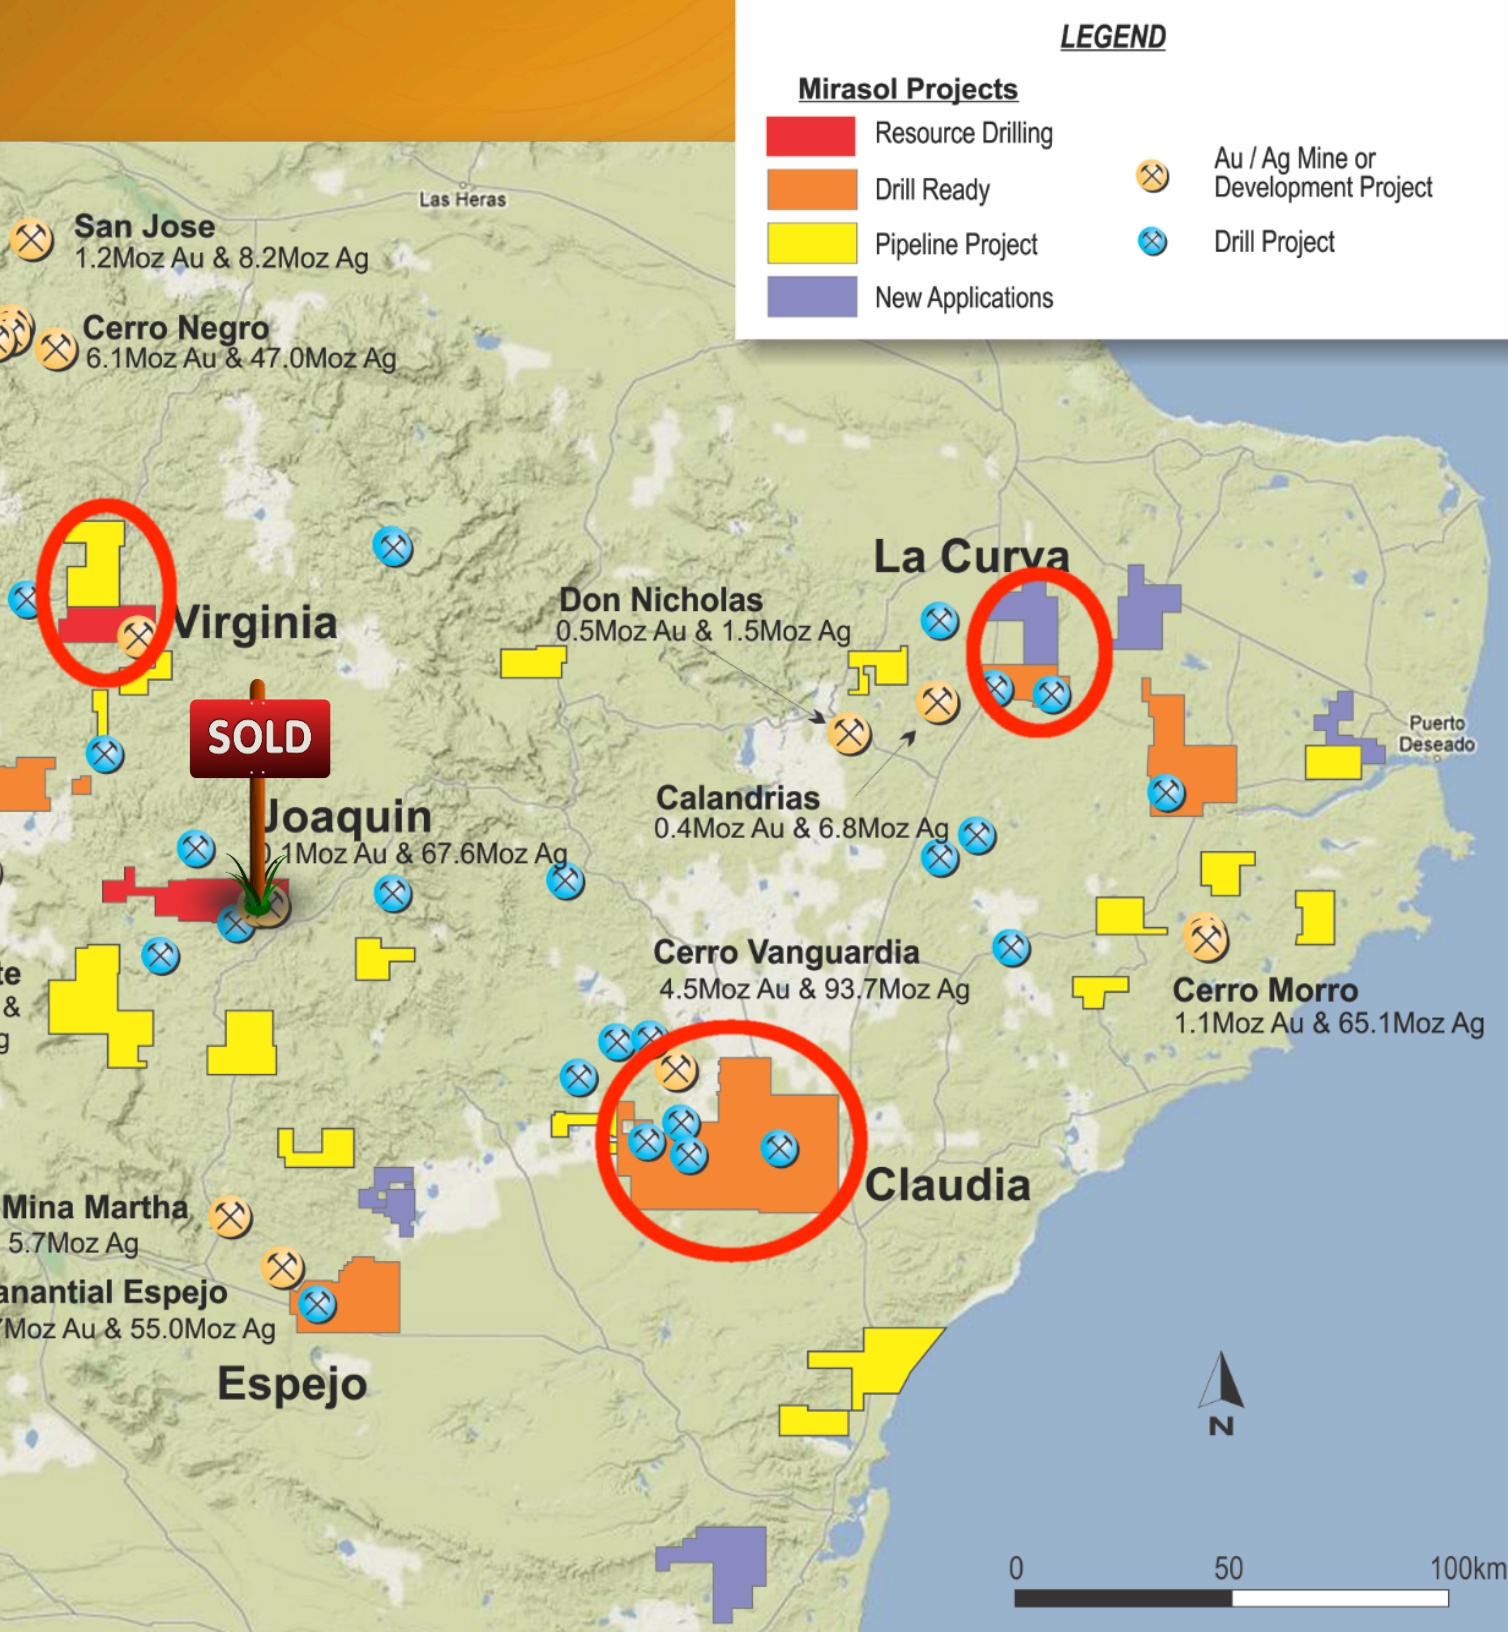 LEGEND
Mirasol Projects
Resource Drilling
Drill Ready
Pipeline Project
New Applications
Au / Ag Mine or
Development Project
Drill Project
Las Heras
San Jose
1.2Moz Au & 8.2Moz Ag
Cerro Negro
6.1Moz Au & 47.0Moz Ag
La Curva
Don Nicholas
0.5Moz Au & 1.5Moz Ag
Virginia
SOLD
Puerto
Deseado
Calandrias
0.4Moz Au & 6.8Moz Ag
Joaquin
0.1Moz Au & 67.6Moz Ag
Cerro Vanguardia
4.5Moz Au & 93.7Moz Ag
te
&
g
Cerro Morro
1.1Moz Au & 65.1Moz Ag
Claudia
Mina Martha
5.7Moz Ag
anantial Espejo
Moz Au & 55.0Moz Ag
Espejo
N
0 50 100km